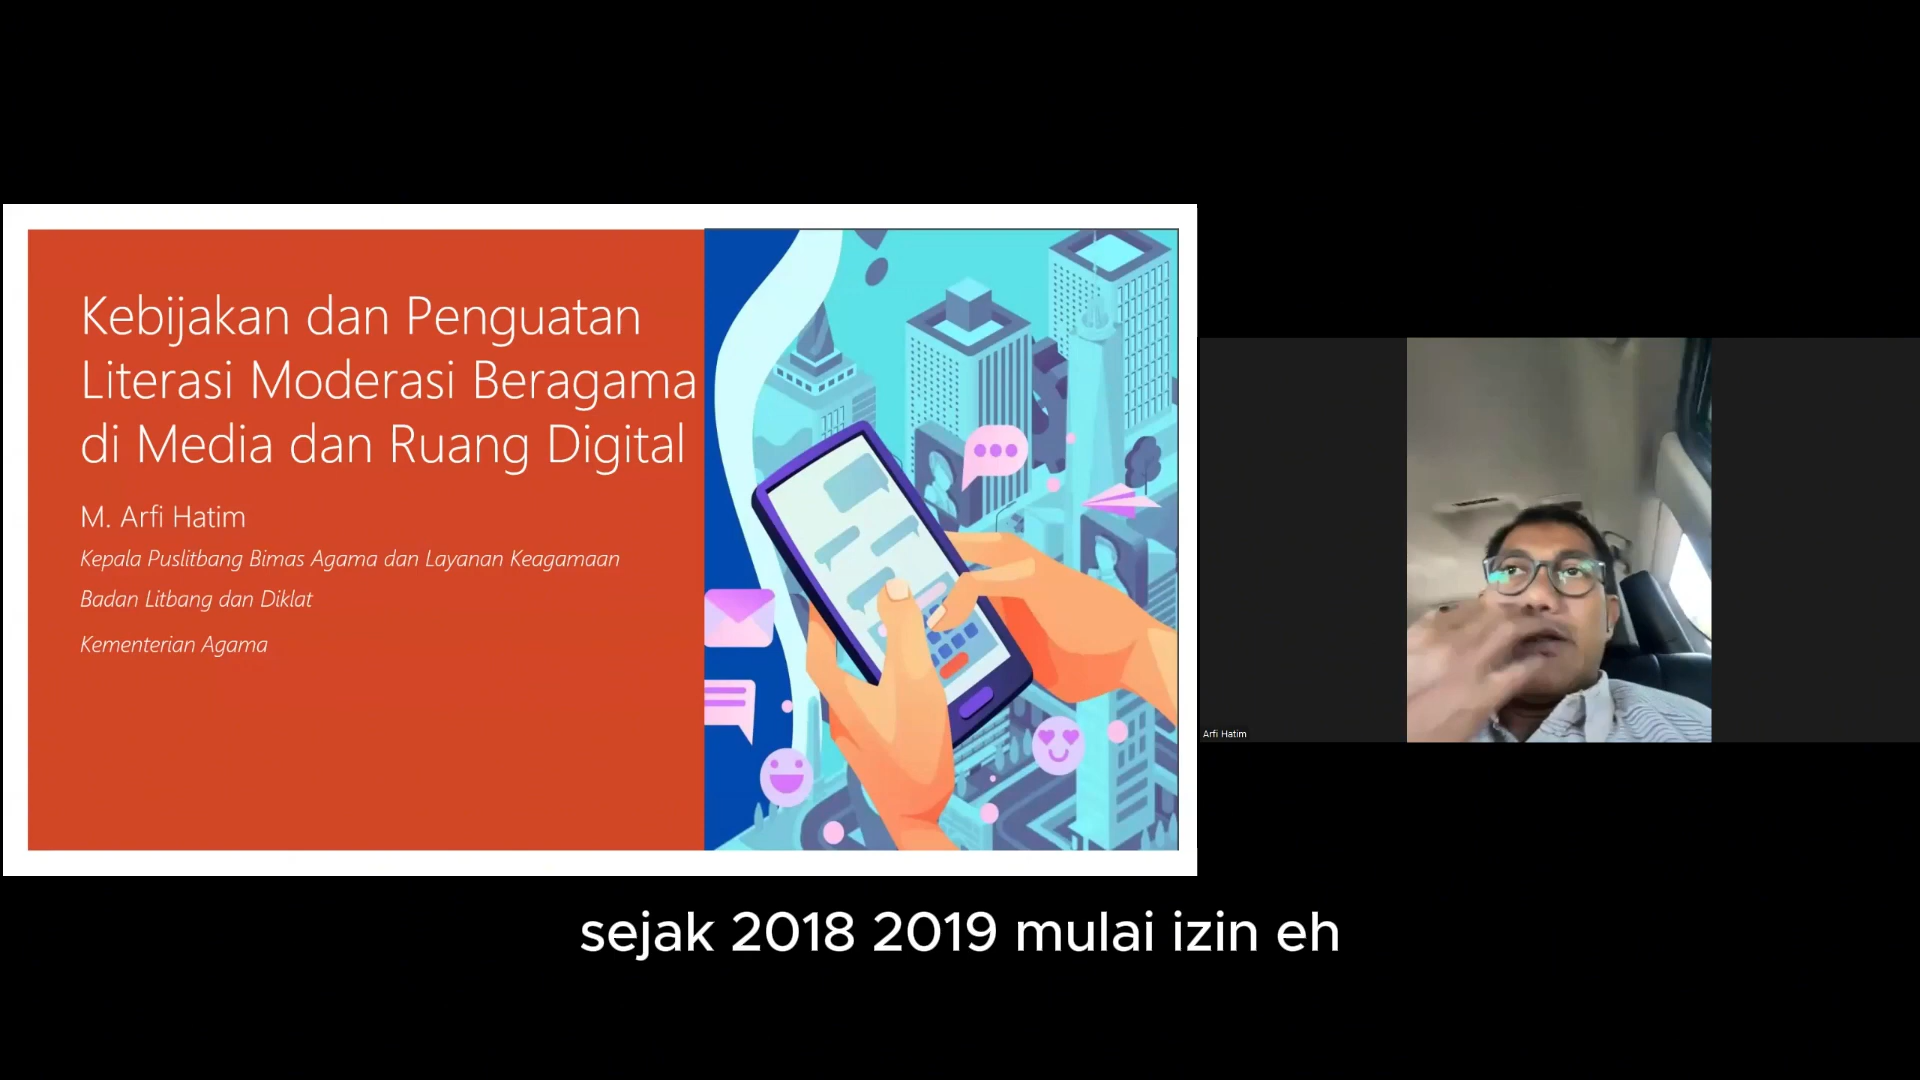 Kebijakan dan Penguatan
Literasi Moderasi Beragama
di Media dan Ruang Digital
M. Arfi Hatim
Kepala Puslitbang Bimas Agama dan Layanan Keagamaan
Badan Litbang dan Diklat
Kementerian Agama
Arfi Hatim
sejak 2018 2019 mulai izin eh